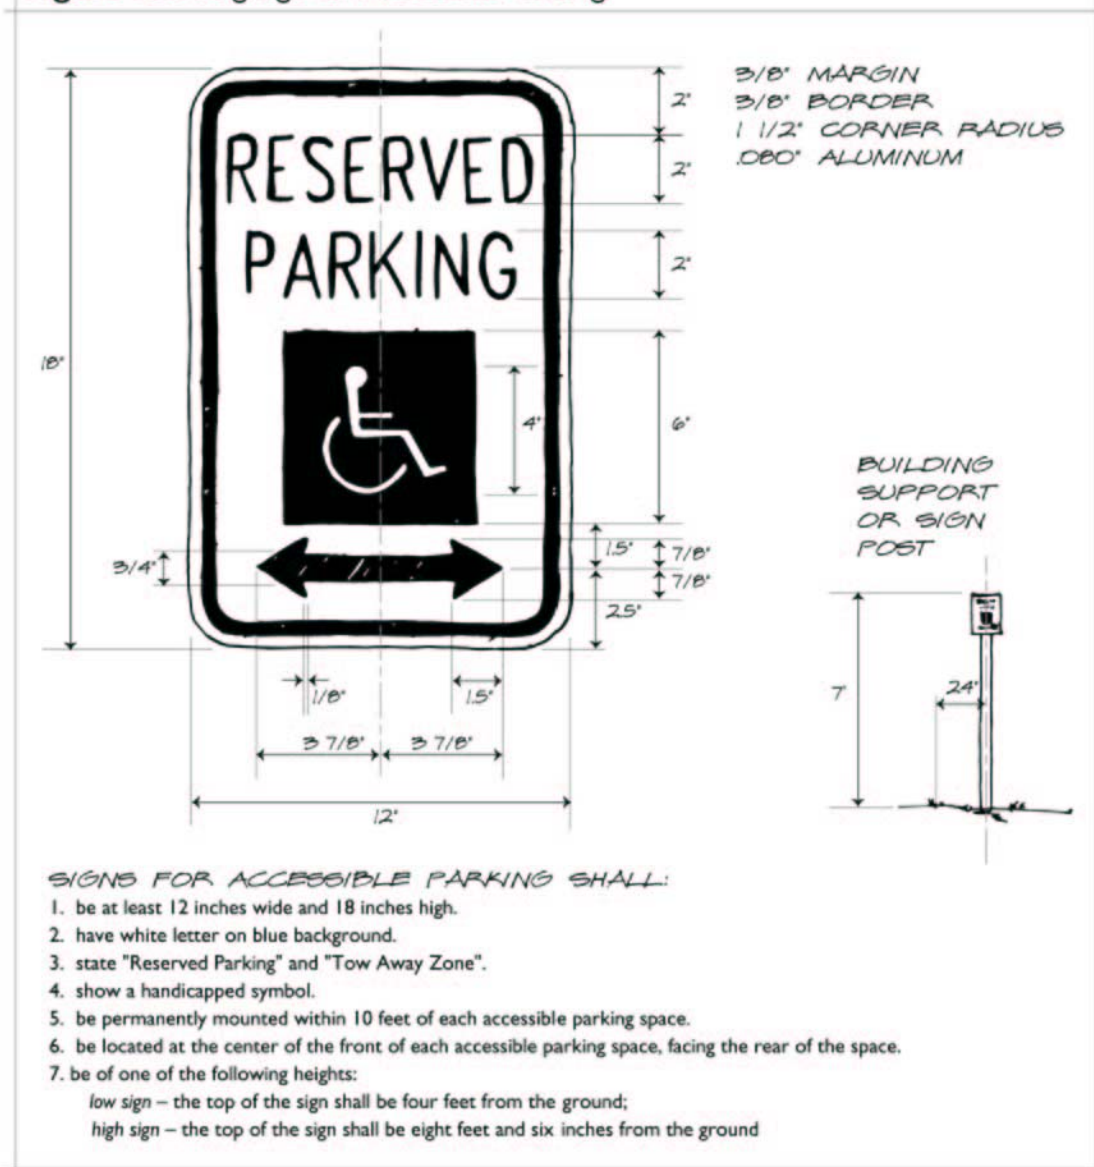 3/8" MARGIN
3/8" BORDER
1 1/2" CORNER RADIUS
.080" ALUMINUM
2"
RESERVED
2"
PARKING
2"
18"
4"
6"
BUILDING
SUPPORT
OR SIGN
POST
1.5"
7/8"
3/4"
7/8"
2.5"
1/8"
1.5"
7'
24"
3 7/8"
3 7/8"
12"
SIGNS FOR ACCESSIBLE PARKING SHALL:
1. be at least 12 inches wide and 18 inches high.
2. have white letter on blue background.
3. state "Reserved Parking" and "Tow Away Zone".
4. show a handicapped symbol.
5. be permanently mounted within 10 feet of each accessible parking space.
6. be located at the center of the front of each accessible parking space, facing the rear of the space.
7. be of one of the following heights:
low sign – the top of the sign shall be four feet from the ground;
high sign – the top of the sign shall be eight feet and six inches from the ground